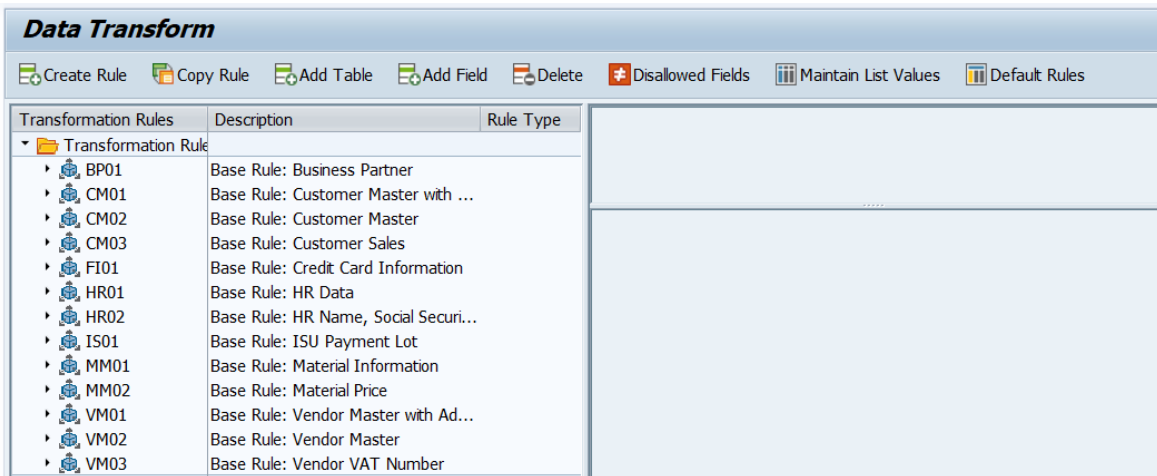 Data Transform
Create Rule Copy Rule Add Table Add Field Delete Disallowed Fields Maintain List Values Default Rules
Transformation Rules Description Rule Type
Transformation Rule
BP01 Base Rule: Business Partner
CM01 Base Rule: Customer Master with ...
CM02 Base Rule: Customer Master
CM03 Base Rule: Customer Sales
FI01 Base Rule: Credit Card Information
HR01 Base Rule: HR Data
HR02 Base Rule: HR Name, Social Securi...
IS01 Base Rule: ISU Payment Lot
MM01 Base Rule: Material Information
MM02 Base Rule: Material Price
VM01 Base Rule: Vendor Master with Ad...
VM02 Base Rule: Vendor Master
VM03 Base Rule: Vendor VAT Number